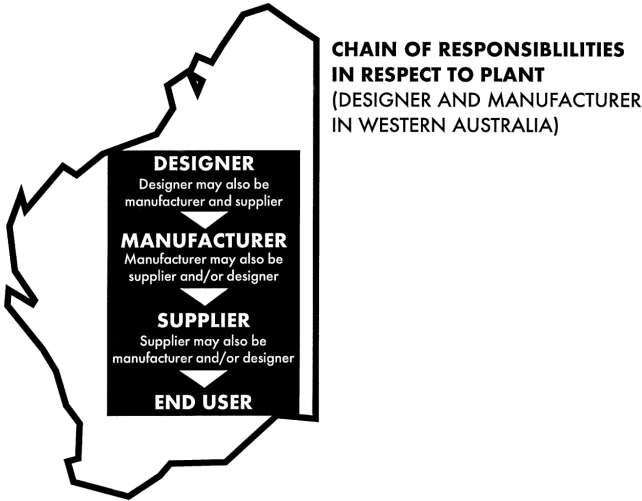 CHAIN OF RESPONSIBLILITIES
IN RESPECT TO PLANT
(DESIGNER AND MANUFACTURER
IN WESTERN AUSTRALIA)
DESIGNER
Designer may also be
manufacturer and supplier
MANUFACTURER
Manufacturer may also be
supplier and/or designer
SUPPLIER
Supplier may also be
manufacturer and/or designer
END USER